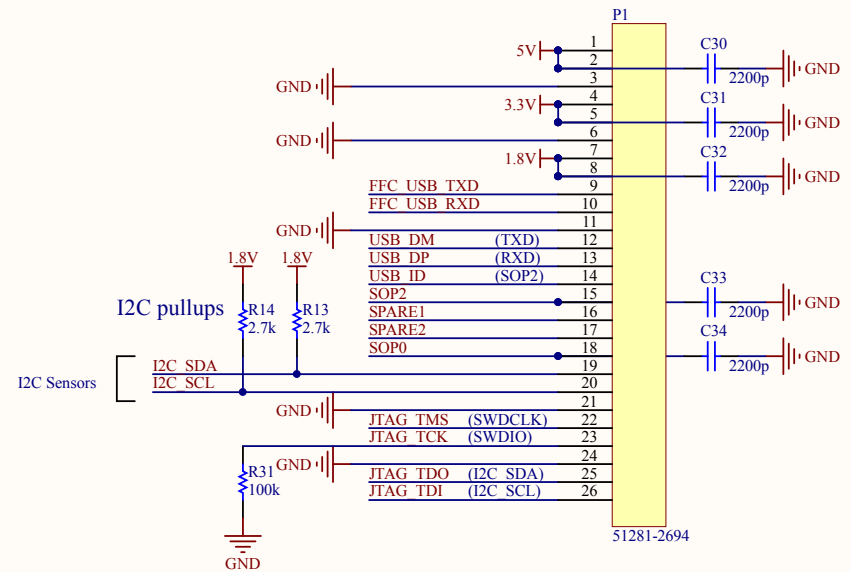 P1
1
5V
2
C30
2200p
GND
GND
3
4
3.3V
5
C31
2200p
GND
GND
6
7
1.8V
8
C32
2200p
GND
FFC_USB_TXD
9
FFC_USB_RXD
10
GND
11
USB_DM (TXD)
12
USB_DP (RXD)
13
USB_ID (SOP2)
14
SOP2
15
C33
2200p
GND
SPARE1
16
SPARE2
17
SOP0
18
C34
2200p
GND
1.8V
1.8V
I2C pullups
R14
2.7k
R13
2.7k
I2C Sensors
I2C_SDA
19
I2C_SCL
20
GND
21
JTAG_TMS (SWDCLK)
22
JTAG_TCK (SWDIO)
23
GND
24
R31
100k
GND
JTAG_TDO (I2C_SDA)
25
JTAG_TDI (I2C_SCL)
26
51281-2694